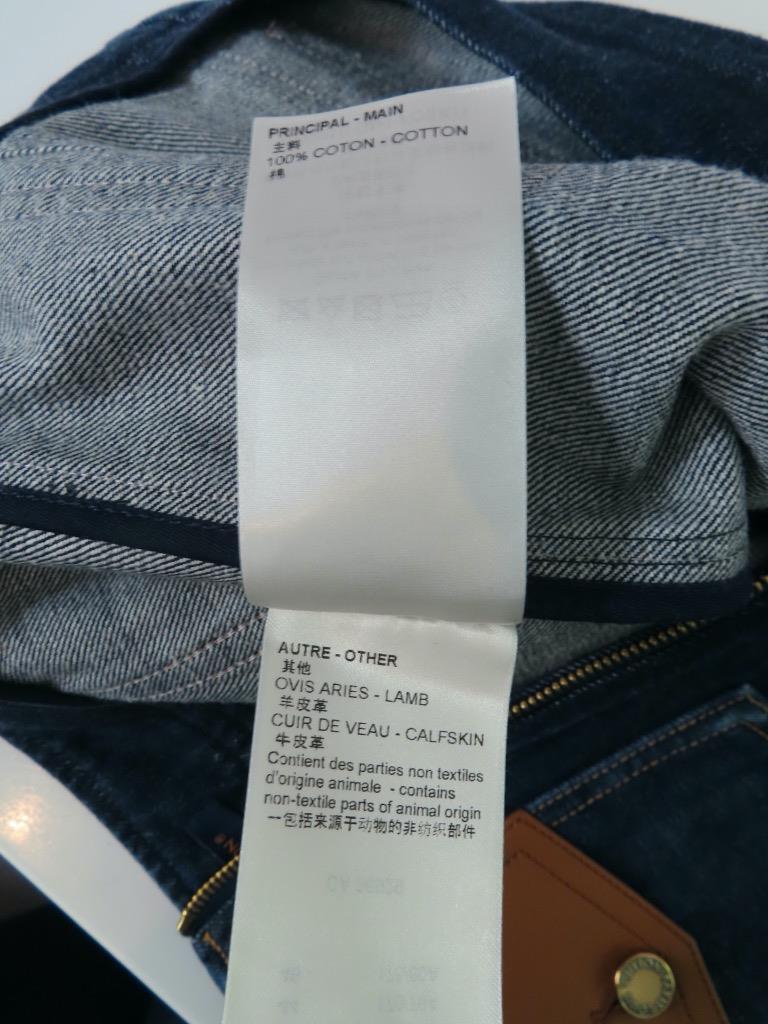 PRINCIPAL - MAIN
主料
100% COTON - COTTON
棉
AUTRE - OTHER
其他
OVIS ARIES - LAMB
羊皮革
CUIR DE VEAU - CALFSKIN
牛皮革
Contient des parties non textiles
d'origine animale - contains
non-textile parts of animal origin
一包括来源于动物的非纺织部件